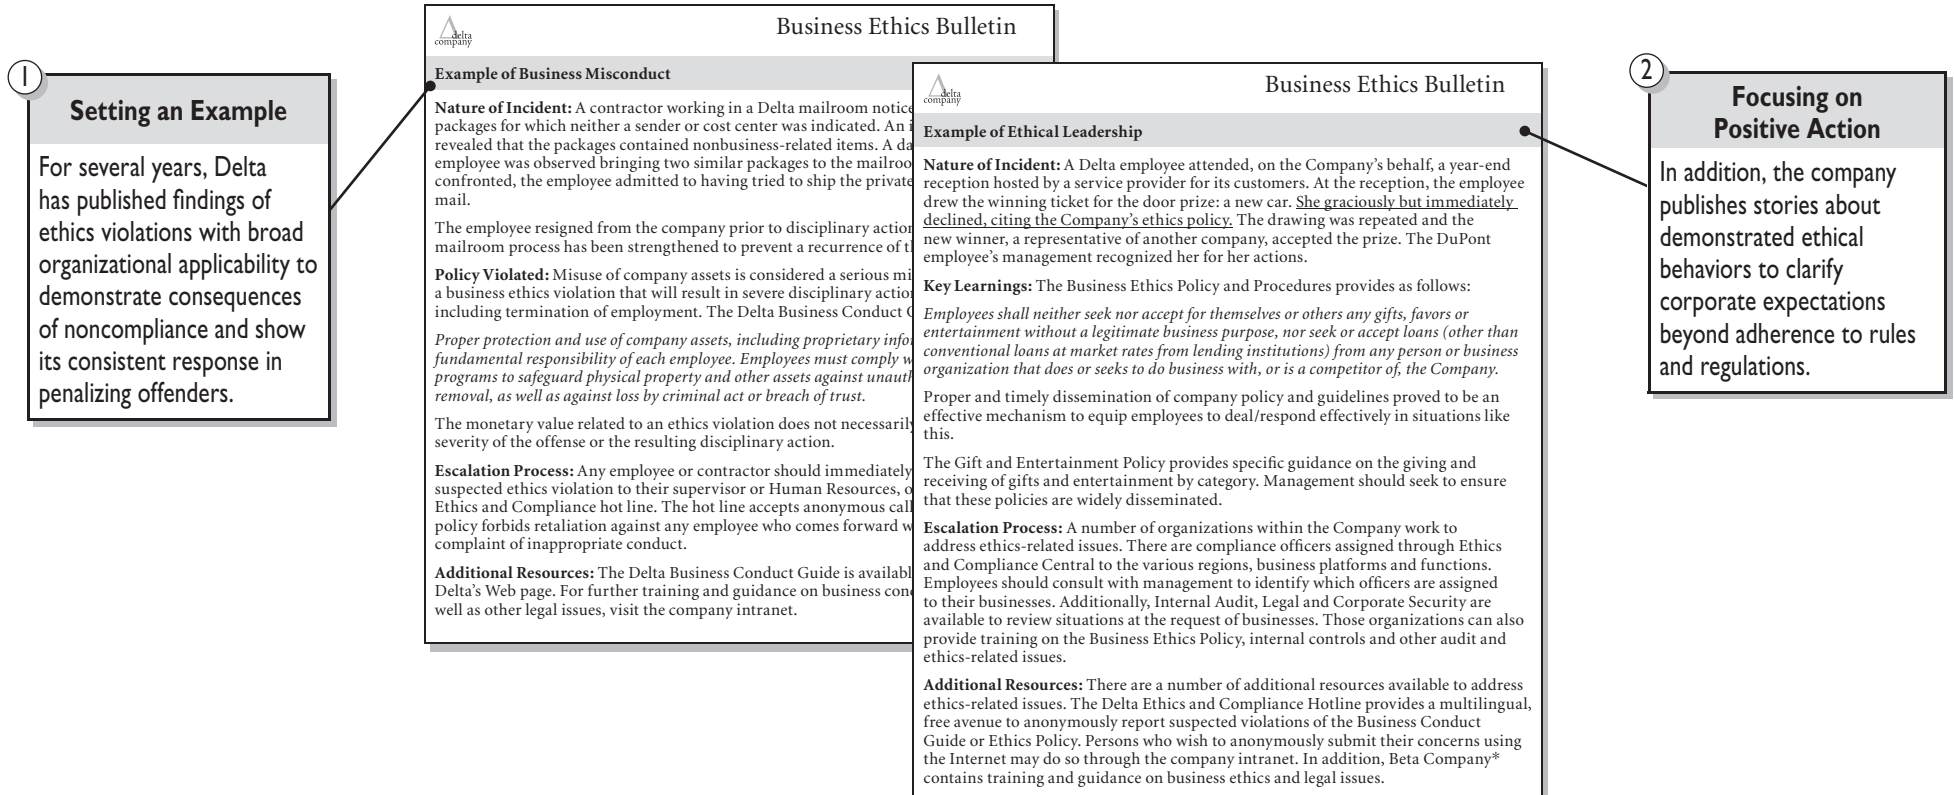 1
Setting an Example
For several years, Delta
has published findings of
ethics violations with broad
organizational applicability to
demonstrate consequences
of noncompliance and show
its consistent response in
penalizing offenders.
delta
company
Business Ethics Bulletin
Example of Business Misconduct
Nature of Incident: A contractor working in a Delta mailroom notice
packages for which neither a sender or cost center was indicated. An i
revealed that the packages contained nonbusiness-related items. A da
employee was observed bringing two similar packages to the mailroo
confronted, the employee admitted to having tried to ship the private
mail.
The employee resigned from the company prior to disciplinary action
mailroom process has been strengthened to prevent a recurrence of t
Policy Violated: Misuse of company assets is considered a serious mi
a business ethics violation that will result in severe disciplinary action
including termination of employment. The Delta Business Conduct
Proper protection and use of company assets, including proprietary infor
fundamental responsibility of each employee. Employees must comply w
programs to safeguard physical property and other assets against unauth
removal, as well as against loss by criminal act or breach of trust.
The monetary value related to an ethics violation does not necessarily
severity of the offense or the resulting disciplinary action.
Escalation Process: Any employee or contractor should immediately
suspected ethics violation to their supervisor or Human Resources, o
Ethics and Compliance hot line. The hot line accepts anonymous call
policy forbids retaliation against any employee who comes forward w
complaint of inappropriate conduct.
Additional Resources: The Delta Business Conduct Guide is availabl
Delta's Web page. For further training and guidance on business con
well as other legal issues, visit the company intranet.
delta
company
Business Ethics Bulletin
Example of Ethical Leadership
Nature of Incident: A Delta employee attended, on the Company's behalf, a year-end
reception hosted by a service provider for its customers. At the reception, the employee
drew the winning ticket for the door prize: a new car. She graciously but immediately
declined, citing the Company's ethics policy. The drawing was repeated and the
new winner, a representative of another company, accepted the prize. The DuPont
employee's management recognized her for her actions.
Key Learnings: The Business Ethics Policy and Procedures provides as follows:
Employees shall neither seek nor accept for themselves or others any gifts, favors or
entertainment without a legitimate business purpose, nor seek or accept loans (other than
conventional loans at market rates from lending institutions) from any person or business
organization that does or seeks to do business with, or is a competitor of, the Company.
Proper and timely dissemination of company policy and guidelines proved to be an
effective mechanism to equip employees to deal/respond effectively in situations like
this.
The Gift and Entertainment Policy provides specific guidance on the giving and
receiving of gifts and entertainment by category. Management should seek to ensure
that these policies are widely disseminated.
Escalation Process: A number of organizations within the Company work to
address ethics-related issues. There are compliance officers assigned through Ethics
and Compliance Central to the various regions, business platforms and functions.
Employees should consult with management to identify which officers are assigned
to their businesses. Additionally, Internal Audit, Legal and Corporate Security are
available to review situations at the request of businesses. Those organizations can also
provide training on the Business Ethics Policy, internal controls and other audit and
ethics-related issues.
Additional Resources: There are a number of additional resources available to address
ethics-related issues. The Delta Ethics and Compliance Hotline provides a multilingual,
free avenue to anonymously report suspected violations of the Business Conduct
Guide or Ethics Policy. Persons who wish to anonymously submit their concerns using
the Internet may do so through the company intranet. In addition, Beta Company*
contains training and guidance on business ethics and legal issues.
2
Focusing on
Positive Action
In addition, the company
publishes stories about
demonstrated ethical
behaviors to clarify
corporate expectations
beyond adherence to rules
and regulations.